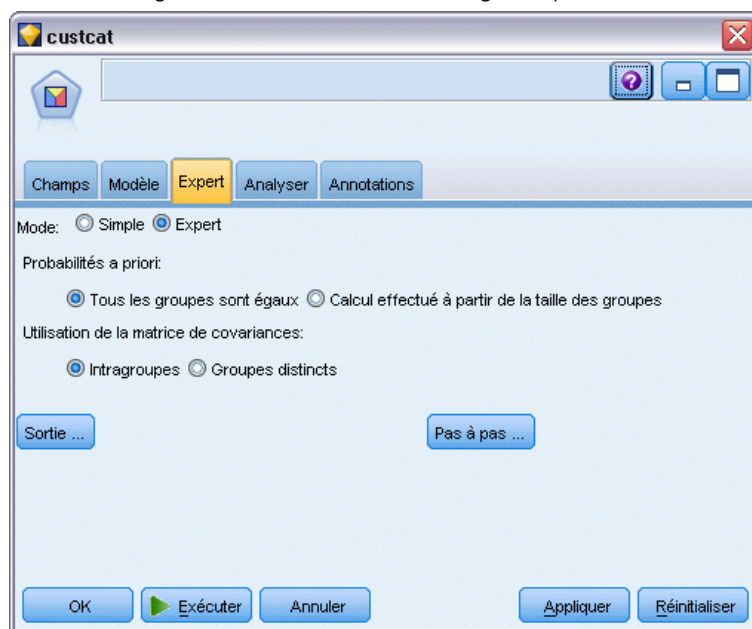 custcat
Champs Modèle Expert Analyser Annotations
Mode: Simple Expert
Probabilités a priori:
Tous les groupes sont égaux Calcul effectué à partir de la taille des groupes
Utilisation de la matrice de covariances:
Intragroupes Groupes distincts
Sortie ... Pas à pas ...
OK Exécuter Annuler Appliquer Réinitialiser